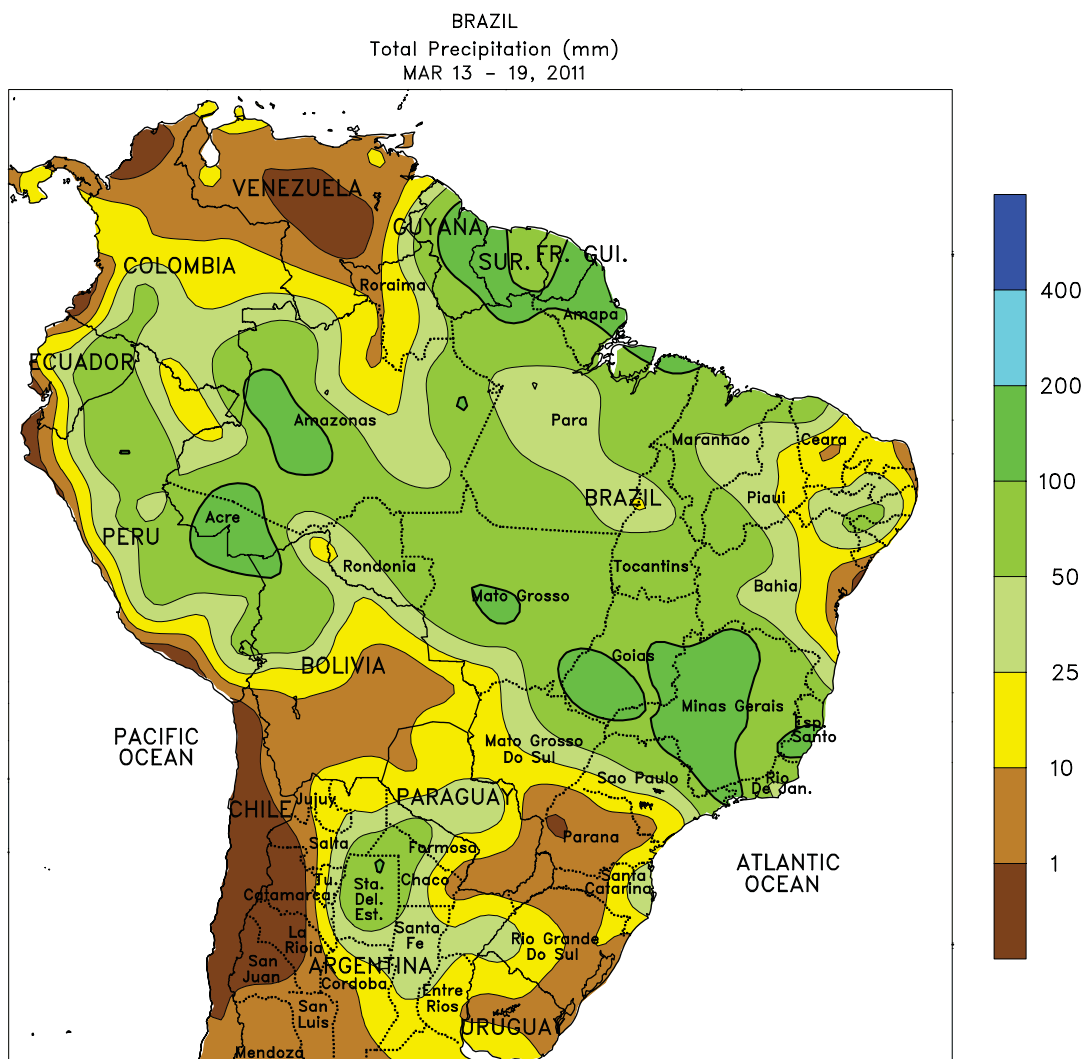 BRAZIL
Total Precipitation (mm)
MAR 13 - 19, 2011
VENEZUELA
GUYANA
SUR.
FR. GUI.
COLOMBIA
Roraima
Amapa
400
ECUADOR
200
Amazonas
Para
Maranhao
Ceara
100
BRAZIL
Piaui
Acre
PERU
Rondonia
Tocantins
50
Mato Grosso
Bahia
Goias
BOLIVIA
25
Minas Gerais
Esp.
Santo
PACIFIC
OCEAN
Mato Grosso
Do Sul
Sao Paulo
Rio
De Jan.
10
CHILE
Jujuy
PARAGUAY
Parana
Salta
Formosa
ATLANTIC
OCEAN
1
Tu.
Catamarca
Sta.
Del.
Est.
Chaco
Santa
Catarina
La
Rioja
Santa
Fe
Rio Grande
Do Sul
San
Juan
ARGENTINA
Cordoba
Entre
Rios
San
Luis
URUGUAY
Mendoza